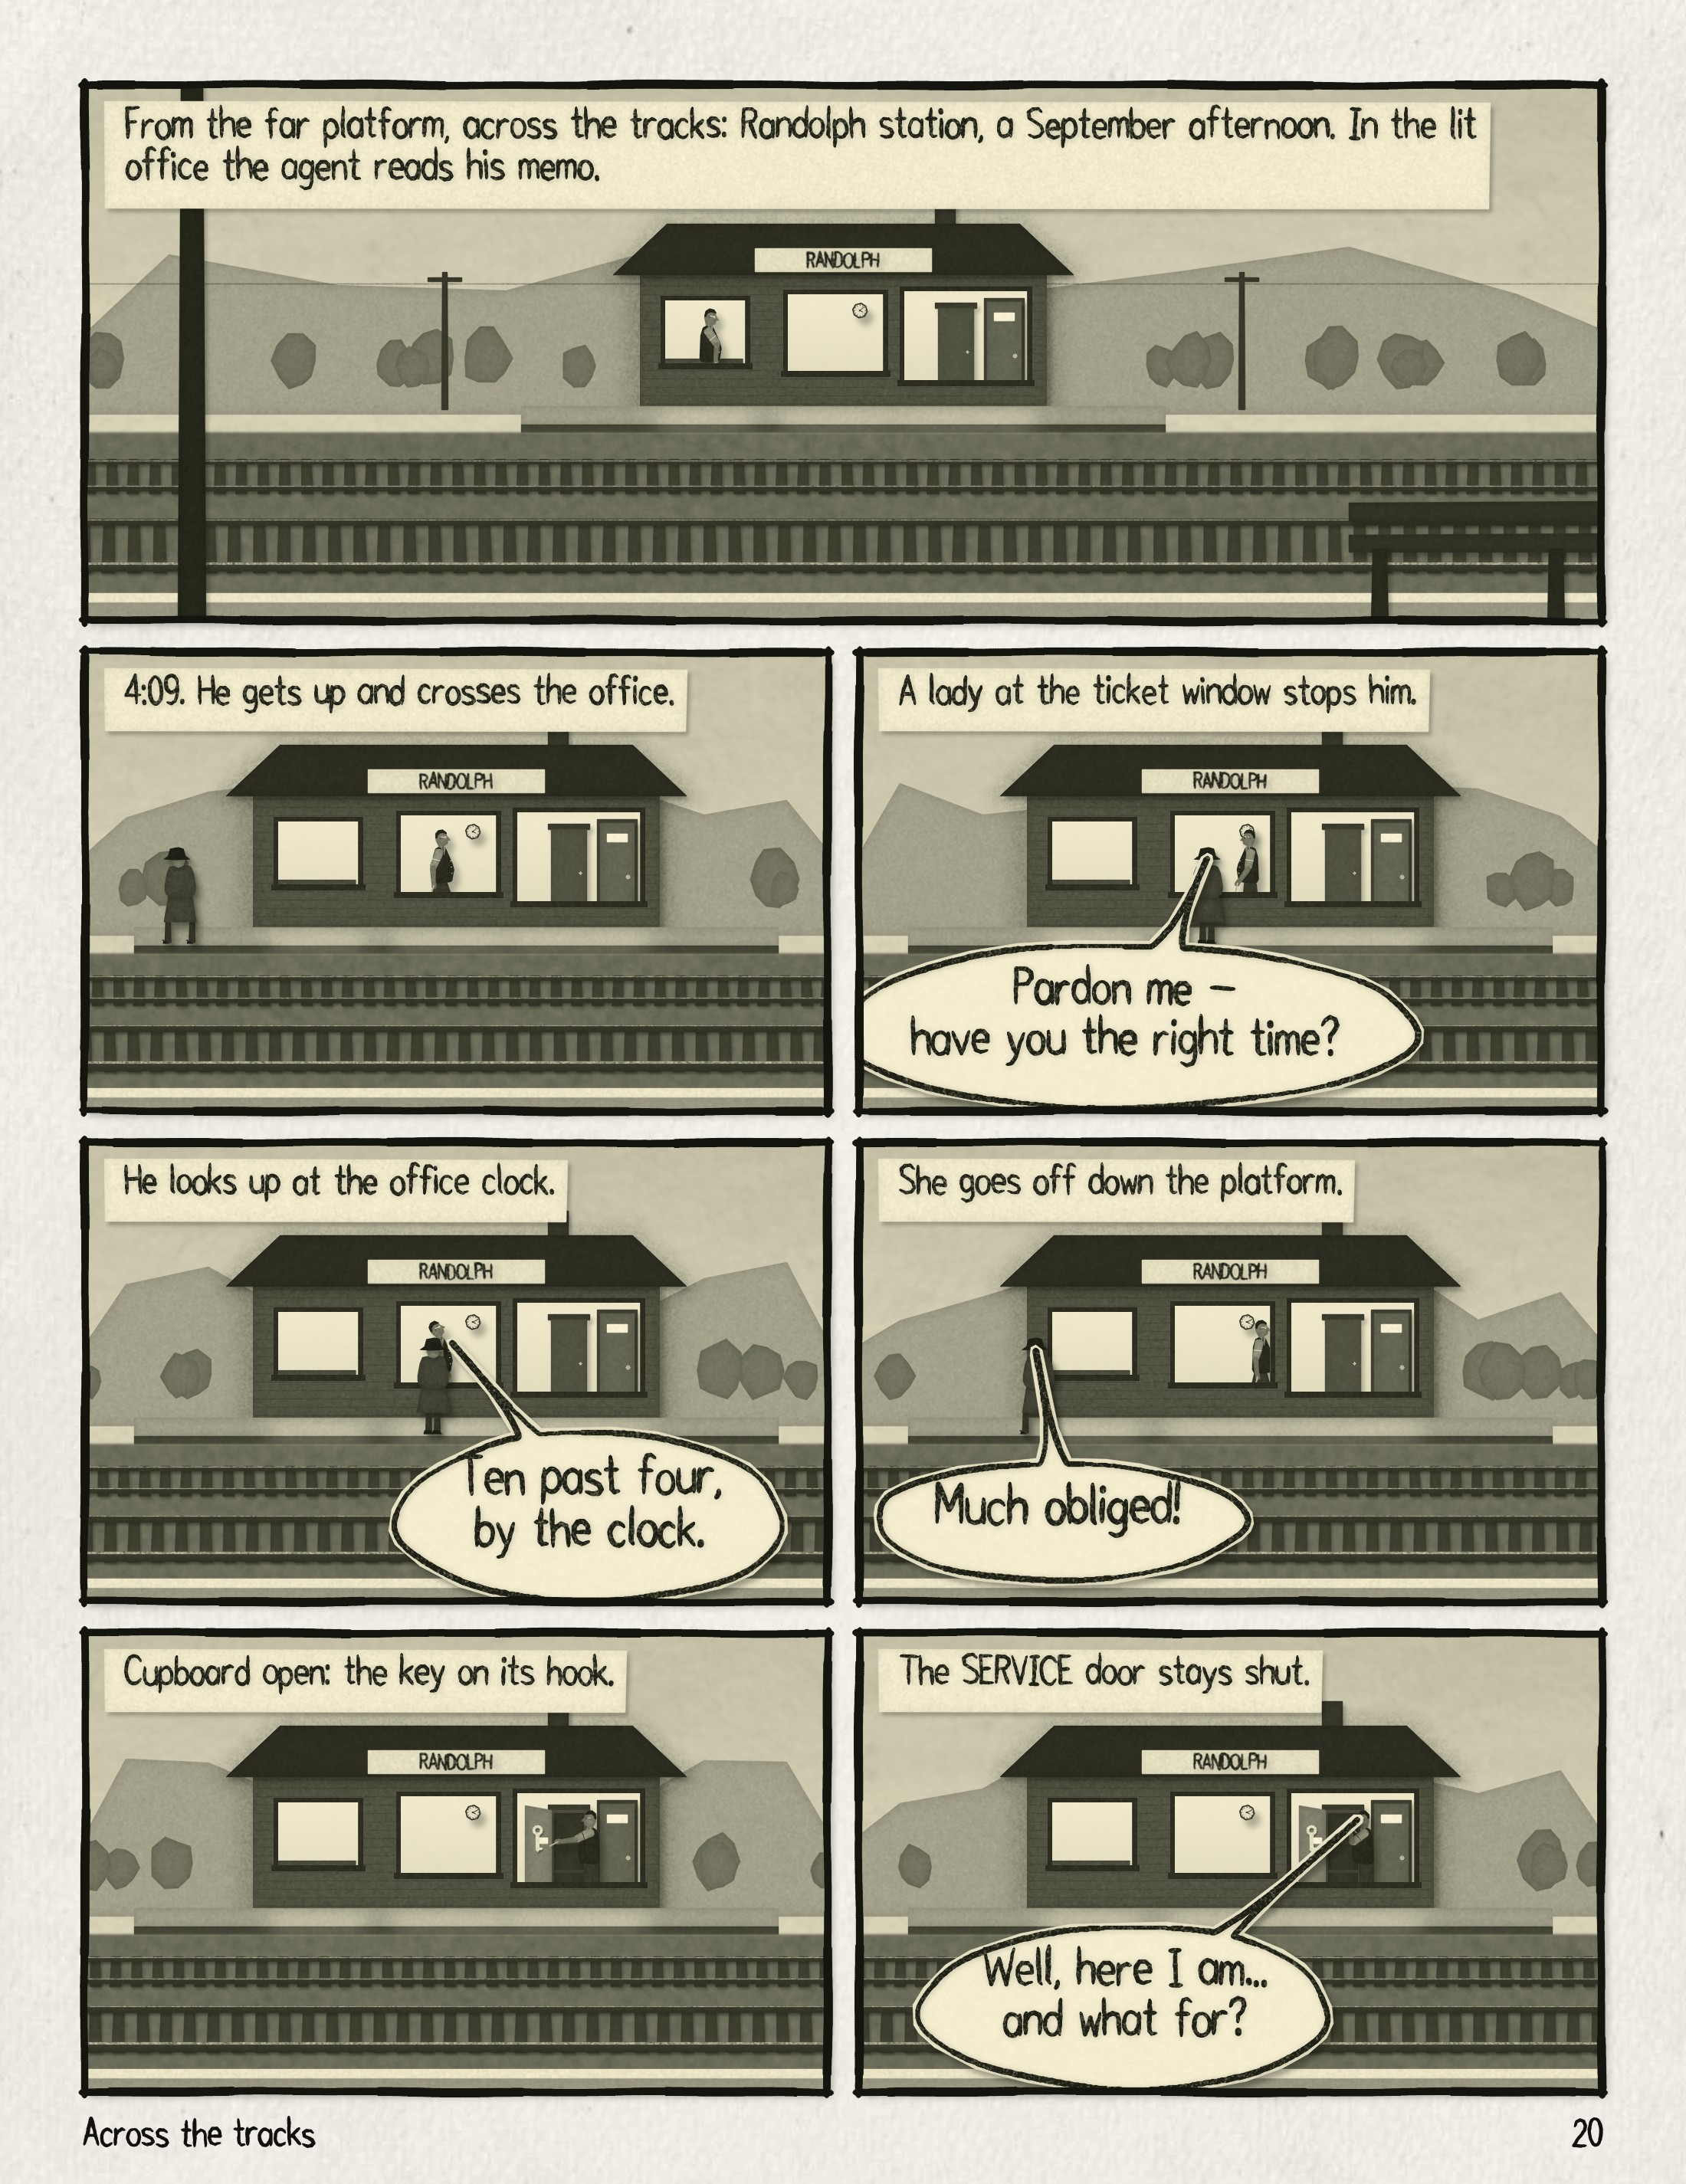 From the far platform, across the tracks: Randolph station, a September afternoon. In the lit
office the agent reads his memo.
RANDOLPH
4:09. He gets up and crosses the office.
RANDOLPH
A lady at the ticket window stops him.
RANDOLPH
Pardon me –
have you the right time?
He looks up at the office clock.
RANDOLPH
Ten past four,
by the clock.
She goes off down the platform.
RANDOLPH
Much obliged!
Cupboard open: the key on its hook.
RANDOLPH
The SERVICE door stays shut.
RANDOLPH
Well, here I am...
and what for?
Across the tracks
20